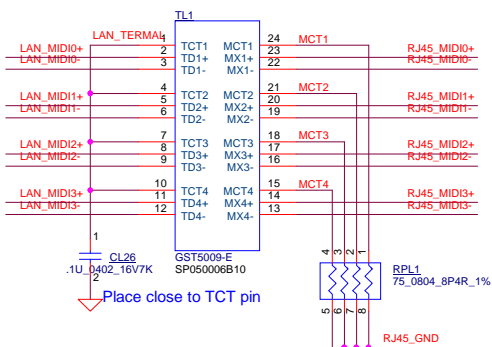 TL1
LAN_TERMAL 1 TCT1 MCT1 24 MCT1
LAN_MIDI0+ 2 TD1+ MX1+ 23 RJ45_MIDI0+
LAN_MIDI0- 3 TD1- MX1- 22 RJ45_MIDI0-
4 TCT2 MCT2 21 MCT2
LAN_MIDI1+ 5 TD2+ MX2+ 20 RJ45_MIDI1+
LAN_MIDI1- 6 TD2- MX2- 19 RJ45_MIDI1-
7 TCT3 MCT3 18 MCT3
LAN_MIDI2+ 8 TD3+ MX3+ 17 RJ45_MIDI2+
LAN_MIDI2- 9 TD3- MX3- 16 RJ45_MIDI2-
10 TCT4 MCT4 15 MCT4
LAN_MIDI3+ 11 TD4+ MX4+ 14 RJ45_MIDI3+
LAN_MIDI3- 12 TD4- MX4- 13 RJ45_MIDI3-
1
CL26
.1U_0402_16V7K
2
GST5009-E
SP050006B10
Place close to TCT pin
4 3 2 1
RPL1
75_0804_8P4R_1%
5 6 7 8
RJ45_GND